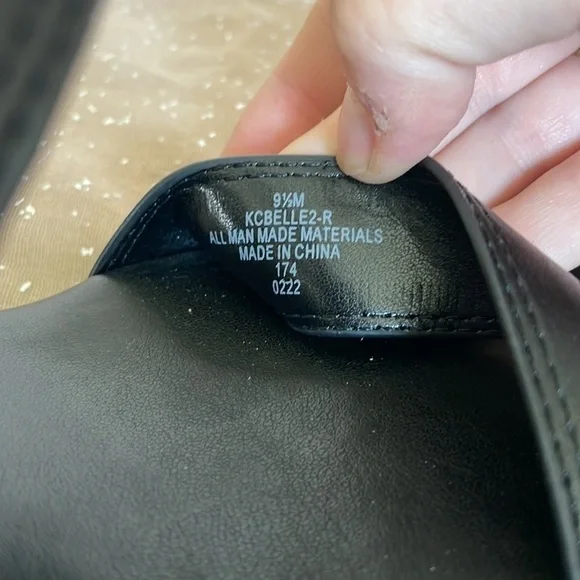 9½M
KCBELLE2-R
ALL MAN MADE MATERIALS
MADE IN CHINA
174
0222